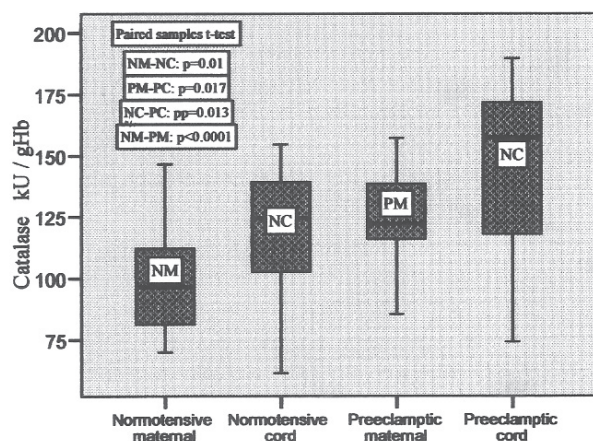 Paired samples t-test
NM-NC: p=0.01
PM-PC: p=0.017
NC-PC: pp=0.013
NM-PM: p<0.0001
Catalase kU / gHb
200
175
150
125
100
75
NM
NC
PM
NC
Normotensive maternal
Normotensive cord
Preeclamptic maternal
Preeclamptic cord